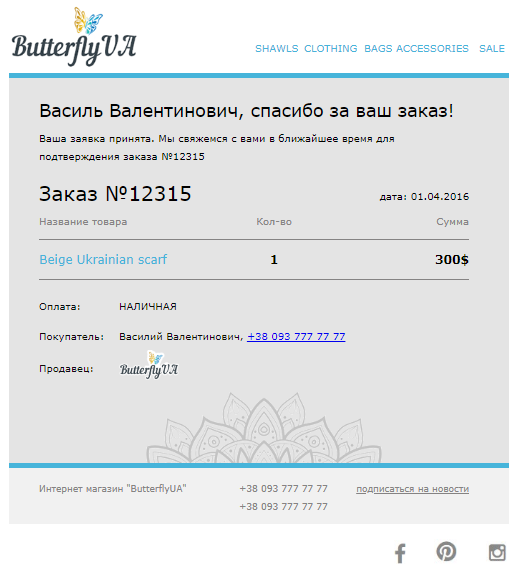 ButterflyUA
SHAWLS CLOTHING BAGS ACCESSORIES SALE
Василь Валентинович, спасибо за ваш заказ!
Ваша заявка принята. Мы свяжемся с вами в ближайшее время для
подтверждения заказа №12315
Заказ №12315 дата: 01.04.2016
Название товара Кол-во Сумма
Beige Ukrainian scarf 1 300$
Оплата: НАЛИЧНАЯ
Покупатель: Василий Валентинович, +38 093 777 77 77
Продавец: ButterflyUA
Интернет магазин "ButterflyUA" +38 093 777 77 77 подписаться на новости
+38 093 777 77 77